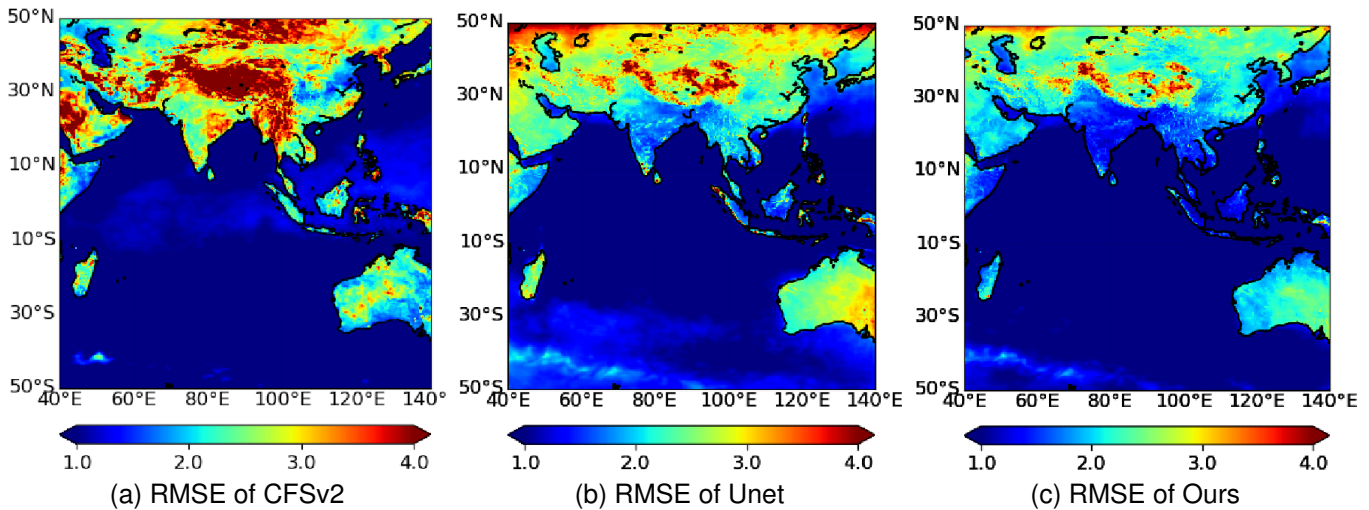 50°N
30°N
10°N
10°S
30°S
50°S
40°E 60°E 80°E 100°E 120°E 140°
1.0 2.0 3.0 4.0
(a) RMSE of CFSv2
50°N
30°N
10°N
10°S
30°S
50°S
40°E 60°E 80°E 100°E 120°E 140°E
1.0 2.0 3.0 4.0
(b) RMSE of Unet
50°N
30°N
10°N
10°S
30°S
50°S
40°E 60°E 80°E 100°E 120°E 140°E
1.0 2.0 3.0 4.0
(c) RMSE of Ours